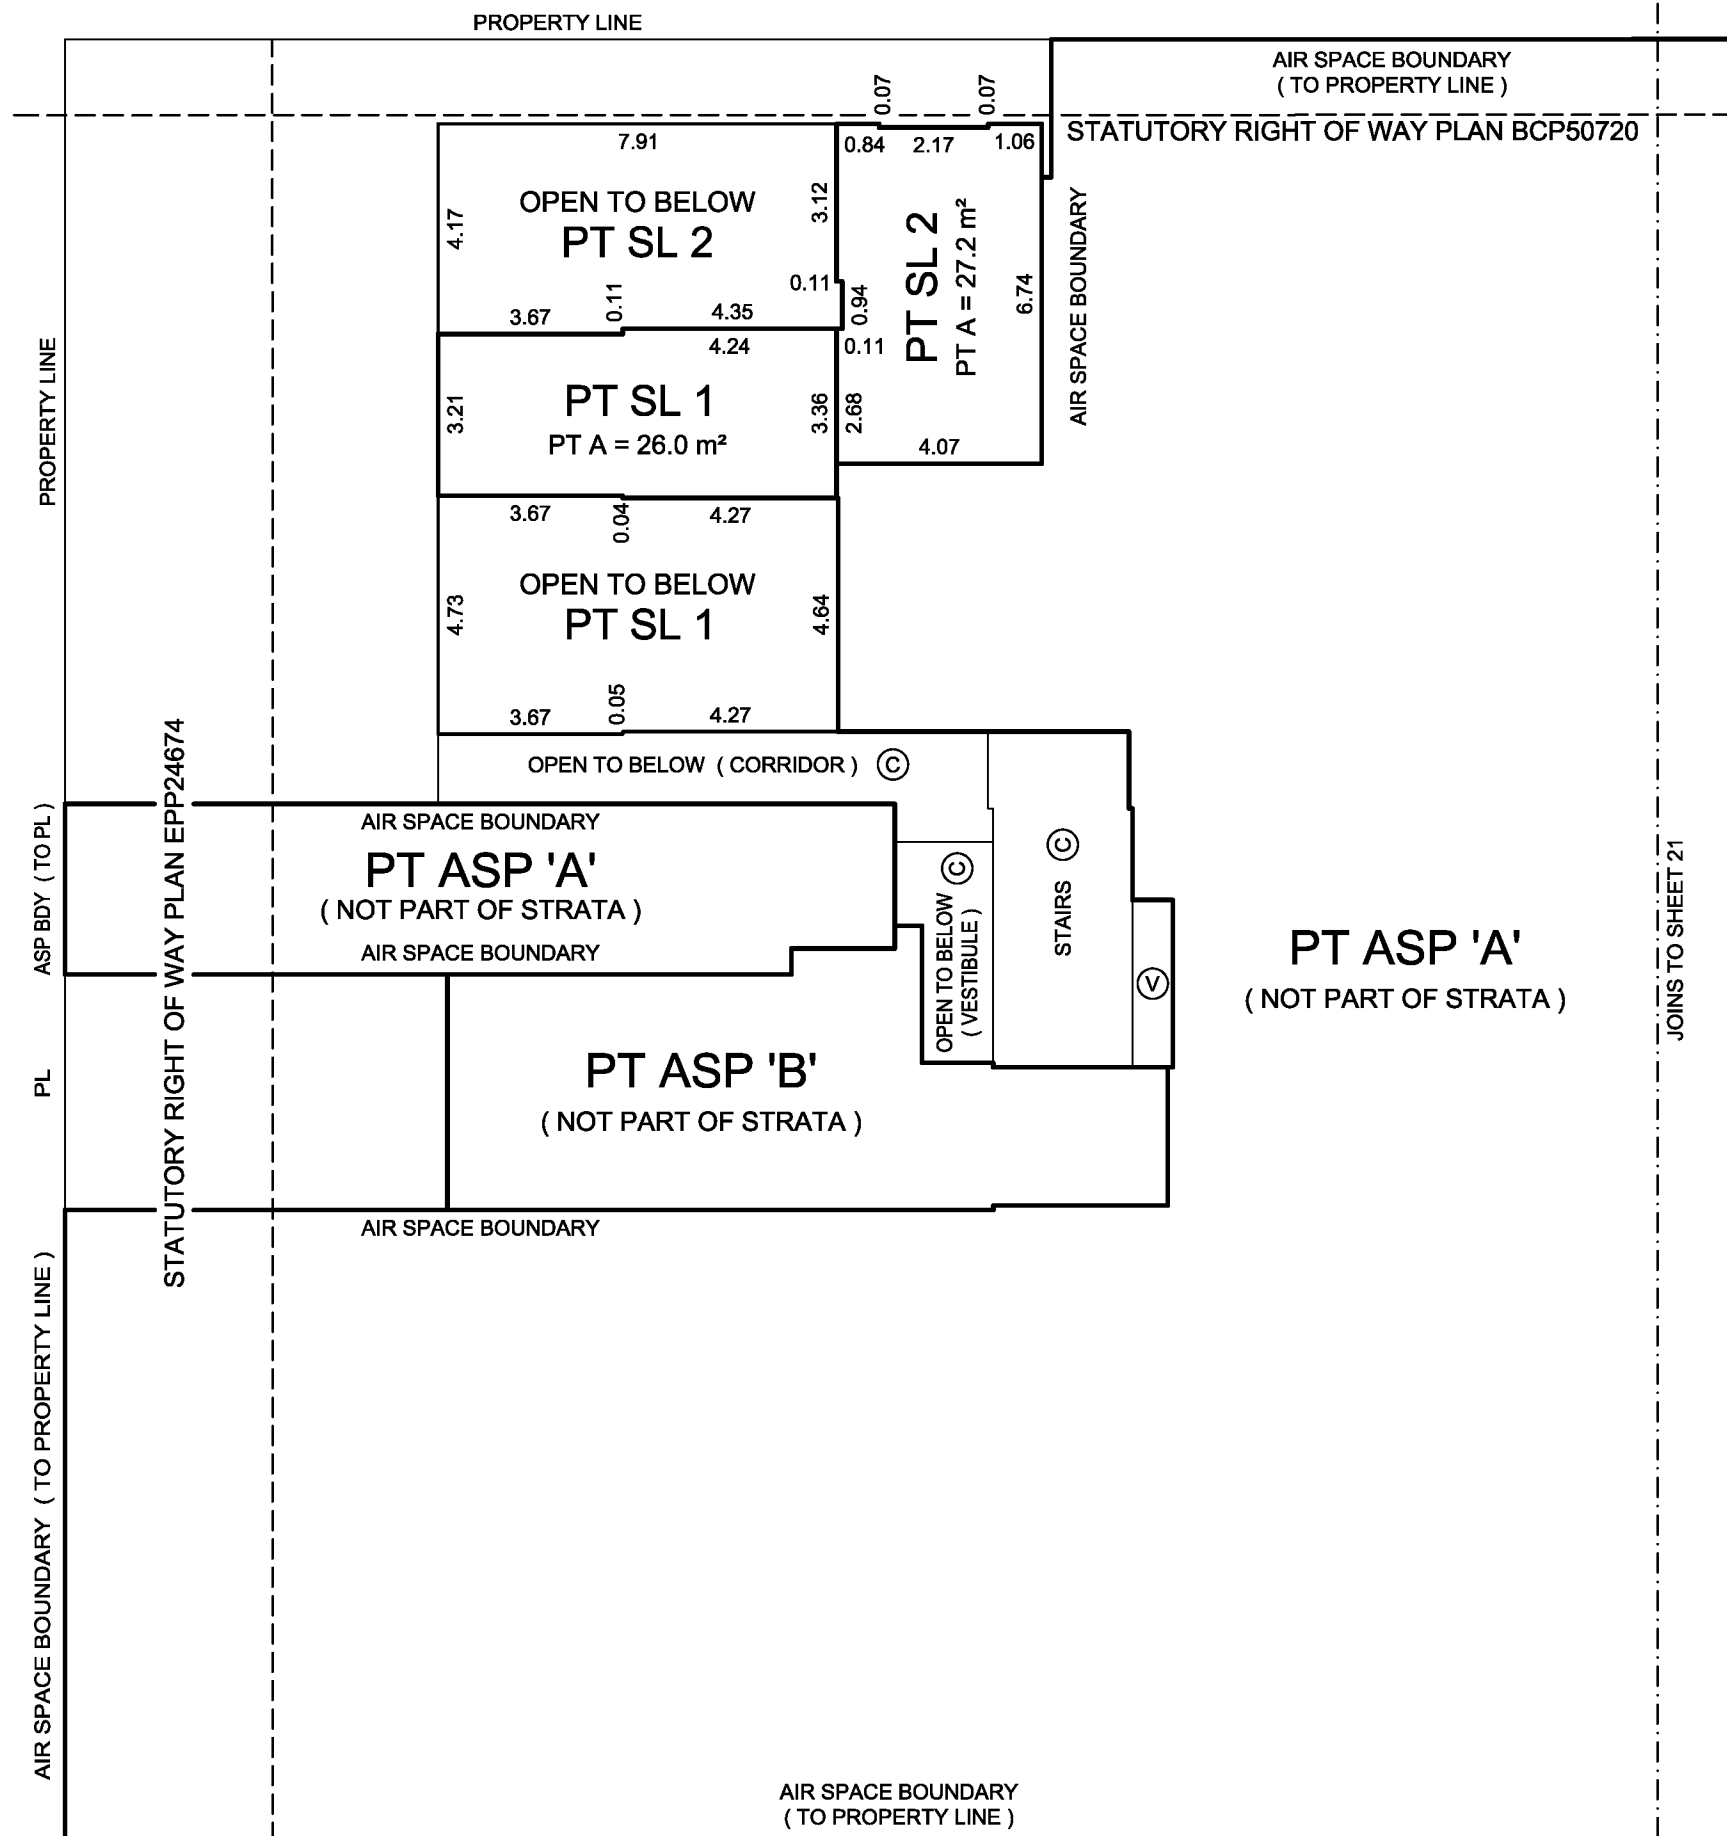 PROPERTY LINE
AIR SPACE BOUNDARY
( TO PROPERTY LINE )
0.07
0.07
STATUTORY RIGHT OF WAY PLAN BCP50720
7.91
0.84
2.17
1.06
OPEN TO BELOW
PT SL 2
4.17
3.12
0.11
3.67
0.11
4.35
0.94
0.11
PT SL 2
PT A = 27.2 m²
6.74
AIR SPACE BOUNDARY
PROPERTY LINE
4.24
PT SL 1
PT A = 26.0 m²
3.21
3.36
2.68
4.07
3.67
0.04
4.27
OPEN TO BELOW
PT SL 1
4.73
4.64
3.67
0.05
4.27
OPEN TO BELOW ( CORRIDOR ) C
STATUTORY RIGHT OF WAY PLAN EPP24674
ASP BDY ( TO PL )
AIR SPACE BOUNDARY
PT ASP 'A'
( NOT PART OF STRATA )
AIR SPACE BOUNDARY
OPEN TO BELOW C
( VESTIBULE )
STAIRS C
V
PT ASP 'A'
( NOT PART OF STRATA )
JOINS TO SHEET 21
PL
PT ASP 'B'
( NOT PART OF STRATA )
AIR SPACE BOUNDARY
AIR SPACE BOUNDARY ( TO PROPERTY LINE )
AIR SPACE BOUNDARY
( TO PROPERTY LINE )